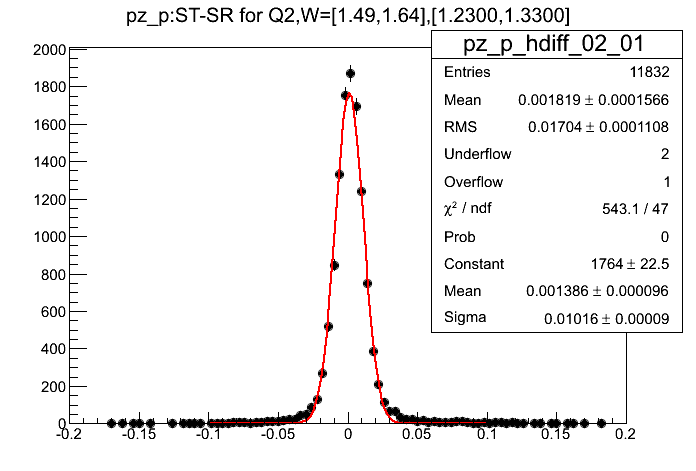 pz_p:ST-SR for Q2,W=[1.49,1.64],[1.2300,1.3300]
pz_p_hdiff_02_01
Entries 11832
Mean 0.001819 ± 0.0001566
RMS 0.01704 ± 0.0001108
Underflow 2
Overflow 1
χ² / ndf 543.1 / 47
Prob 0
Constant 1764 ± 22.5
Mean 0.001386 ± 0.000096
Sigma 0.01016 ± 0.00009
2000
1800
1600
1400
1200
1000
800
600
400
200
0
-0.2 -0.15 -0.1 -0.05 0 0.05 0.1 0.15 0.2